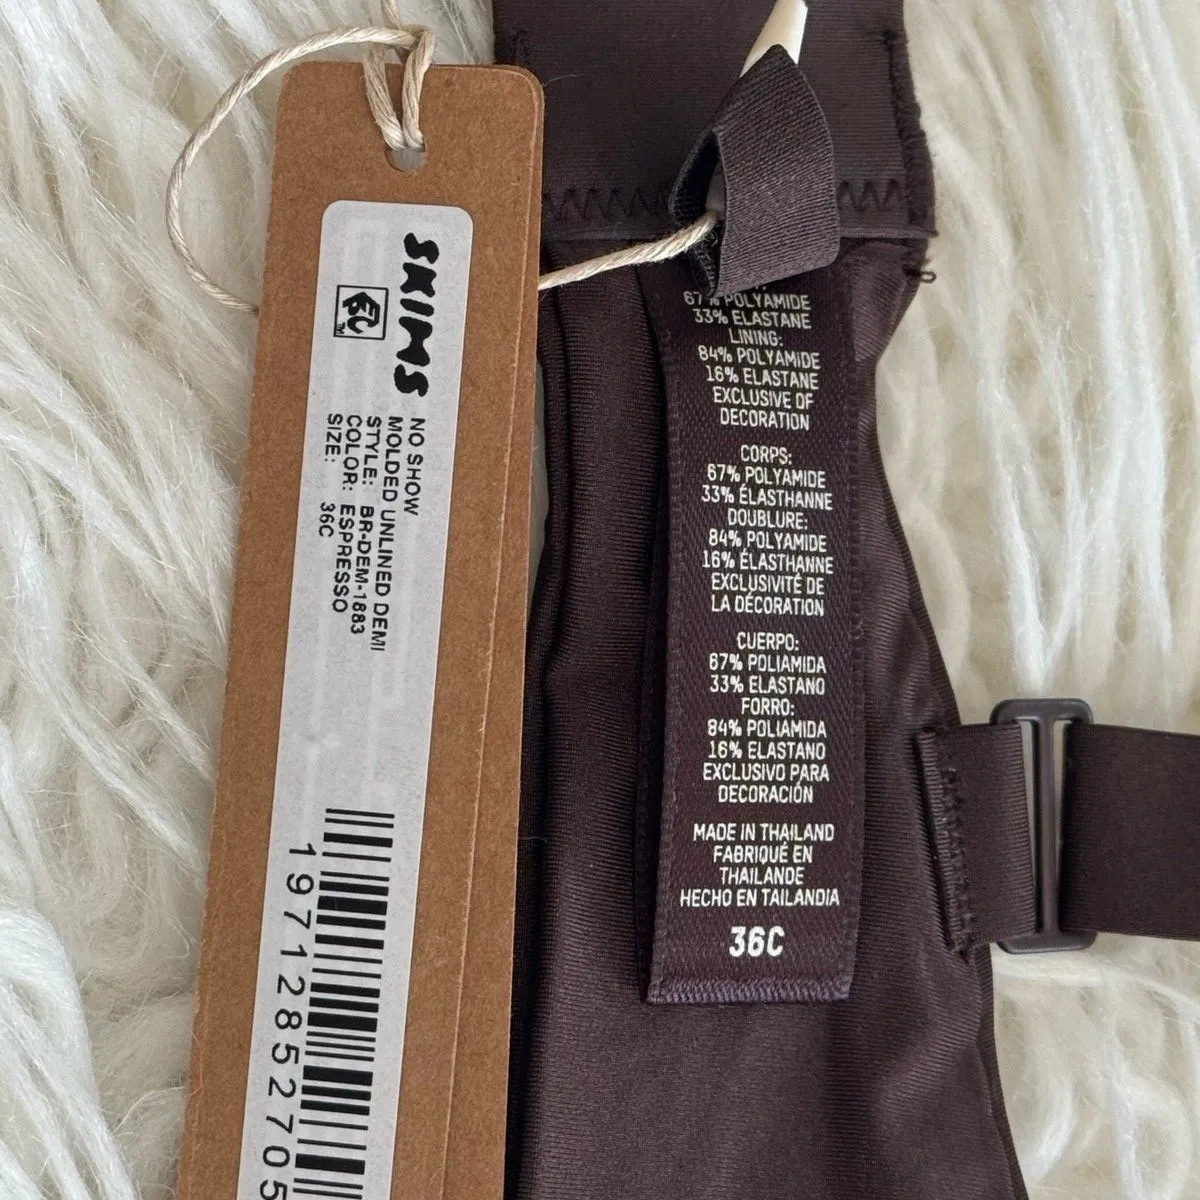 SKIMS
NO SHOW
MOLDED UNLINED DEMI
STYLE: BR-DEM-1883
COLOR: ESPRESSO
SIZE: 36C
19712852705
67% POLYAMIDE
33% ELASTANE
LINING:
84% POLYAMIDE
16% ELASTANE
EXCLUSIVE OF
DECORATION
CORPS:
67% POLYAMIDE
33% ÉLASTHANNE
DOUBLURE:
84% POLYAMIDE
16% ÉLASTHANNE
EXCLUSIVITÉ DE
LA DÉCORATION
CUERPO:
67% POLIAMIDA
33% ELASTANO
FORRO:
84% POLIAMIDA
16% ELASTANO
EXCLUSIVO PARA
DECORACIÓN
MADE IN THAILAND
FABRIQUÉ EN
THAILANDE
HECHO EN TAILANDIA
36C